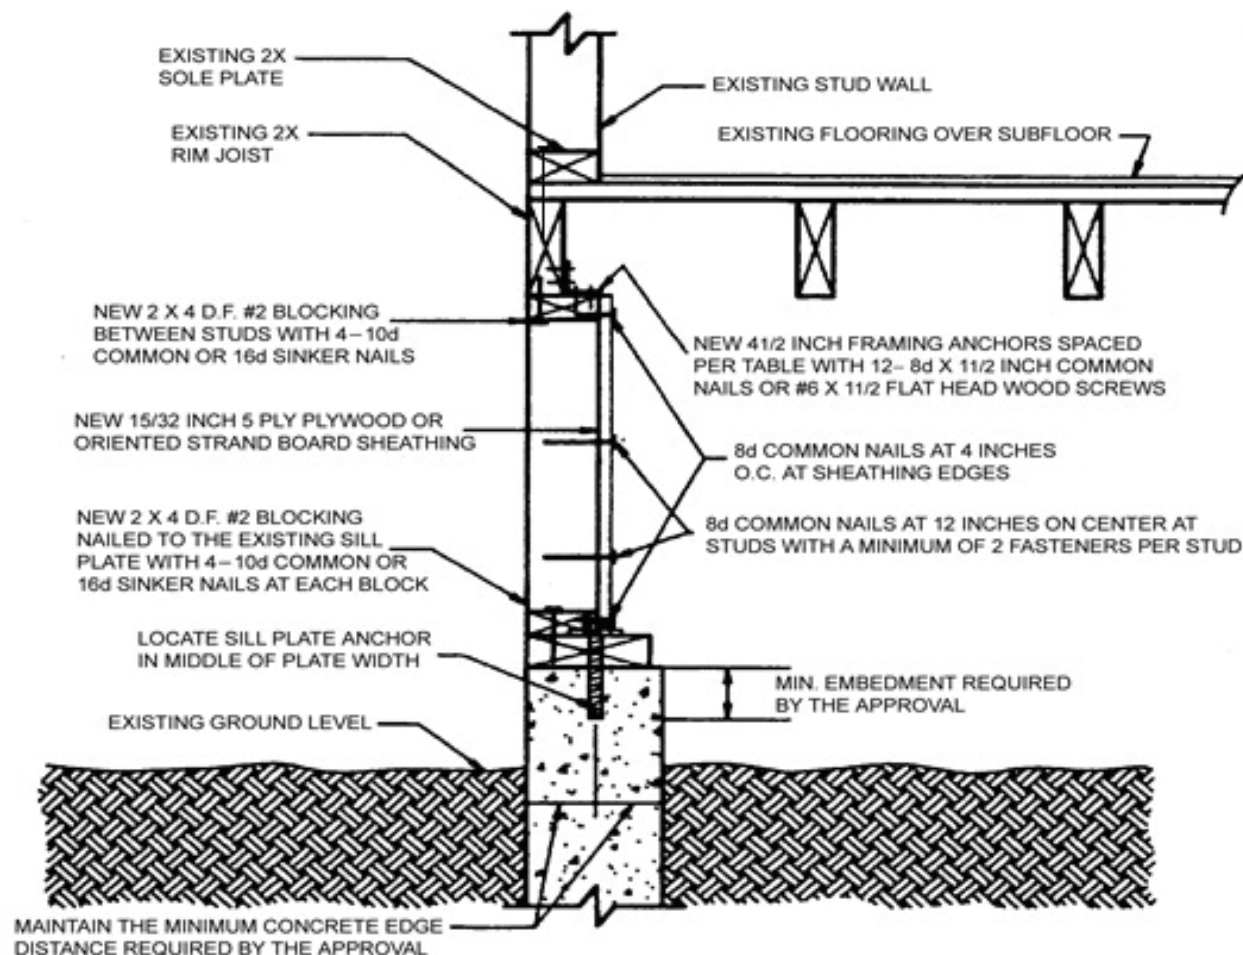 EXISTING 2X
SOLE PLATE
EXISTING STUD WALL
EXISTING FLOORING OVER SUBFLOOR
EXISTING 2X
RIM JOIST
NEW 2 X 4 D.F. #2 BLOCKING
BETWEEN STUDS WITH 4–10d
COMMON OR 16d SINKER NAILS
NEW 41/2 INCH FRAMING ANCHORS SPACED
PER TABLE WITH 12– 8d X 11/2 INCH COMMON
NAILS OR #6 X 11/2 FLAT HEAD WOOD SCREWS
NEW 15/32 INCH 5 PLY PLYWOOD OR
ORIENTED STRAND BOARD SHEATHING
8d COMMON NAILS AT 4 INCHES
O.C. AT SHEATHING EDGES
NEW 2 X 4 D.F. #2 BLOCKING
NAILED TO THE EXISTING SILL
PLATE WITH 4–10d COMMON OR
16d SINKER NAILS AT EACH BLOCK
8d COMMON NAILS AT 12 INCHES ON CENTER AT
STUDS WITH A MINIMUM OF 2 FASTENERS PER STUD
LOCATE SILL PLATE ANCHOR
IN MIDDLE OF PLATE WIDTH
MIN. EMBEDMENT REQUIRED
BY THE APPROVAL
EXISTING GROUND LEVEL
MAINTAIN THE MINIMUM CONCRETE EDGE
DISTANCE REQUIRED BY THE APPROVAL